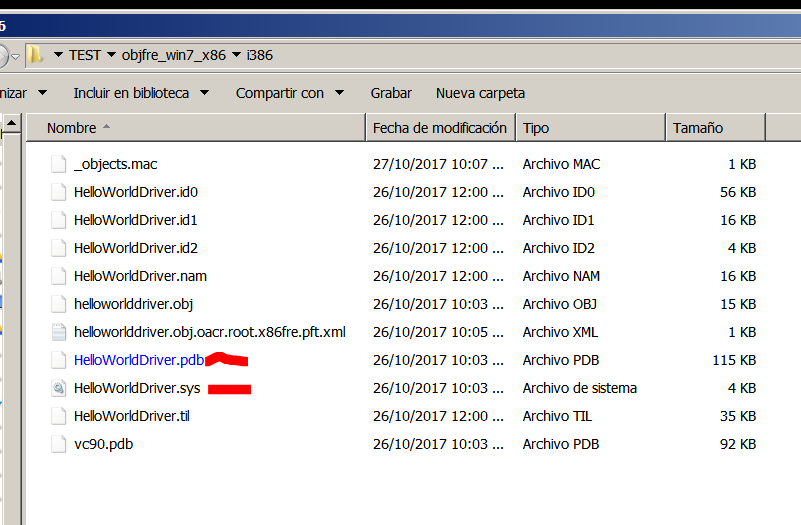 TEST objfre_win7_x86 i386
nizar Incluir en biblioteca Compartir con Grabar Nueva carpeta
Nombre Fecha de modificación Tipo Tamaño
_objects.mac 27/10/2017 10:07 ... Archivo MAC 1 KB
HelloWorldDriver.id0 26/10/2017 12:00 ... Archivo ID0 56 KB
HelloWorldDriver.id1 26/10/2017 12:00 ... Archivo ID1 16 KB
HelloWorldDriver.id2 26/10/2017 12:00 ... Archivo ID2 4 KB
HelloWorldDriver.nam 26/10/2017 12:00 ... Archivo NAM 16 KB
helloworlddriver.obj 26/10/2017 10:03 ... Archivo OBJ 15 KB
helloworlddriver.obj.oacr.root.x86fre.pft.xml 26/10/2017 10:05 ... Archivo XML 1 KB
HelloWorldDriver.pdb 26/10/2017 10:03 ... Archivo PDB 115 KB
HelloWorldDriver.sys 26/10/2017 10:03 ... Archivo de sistema 4 KB
HelloWorldDriver.til 26/10/2017 12:00 ... Archivo TIL 35 KB
vc90.pdb 26/10/2017 10:03 ... Archivo PDB 92 KB